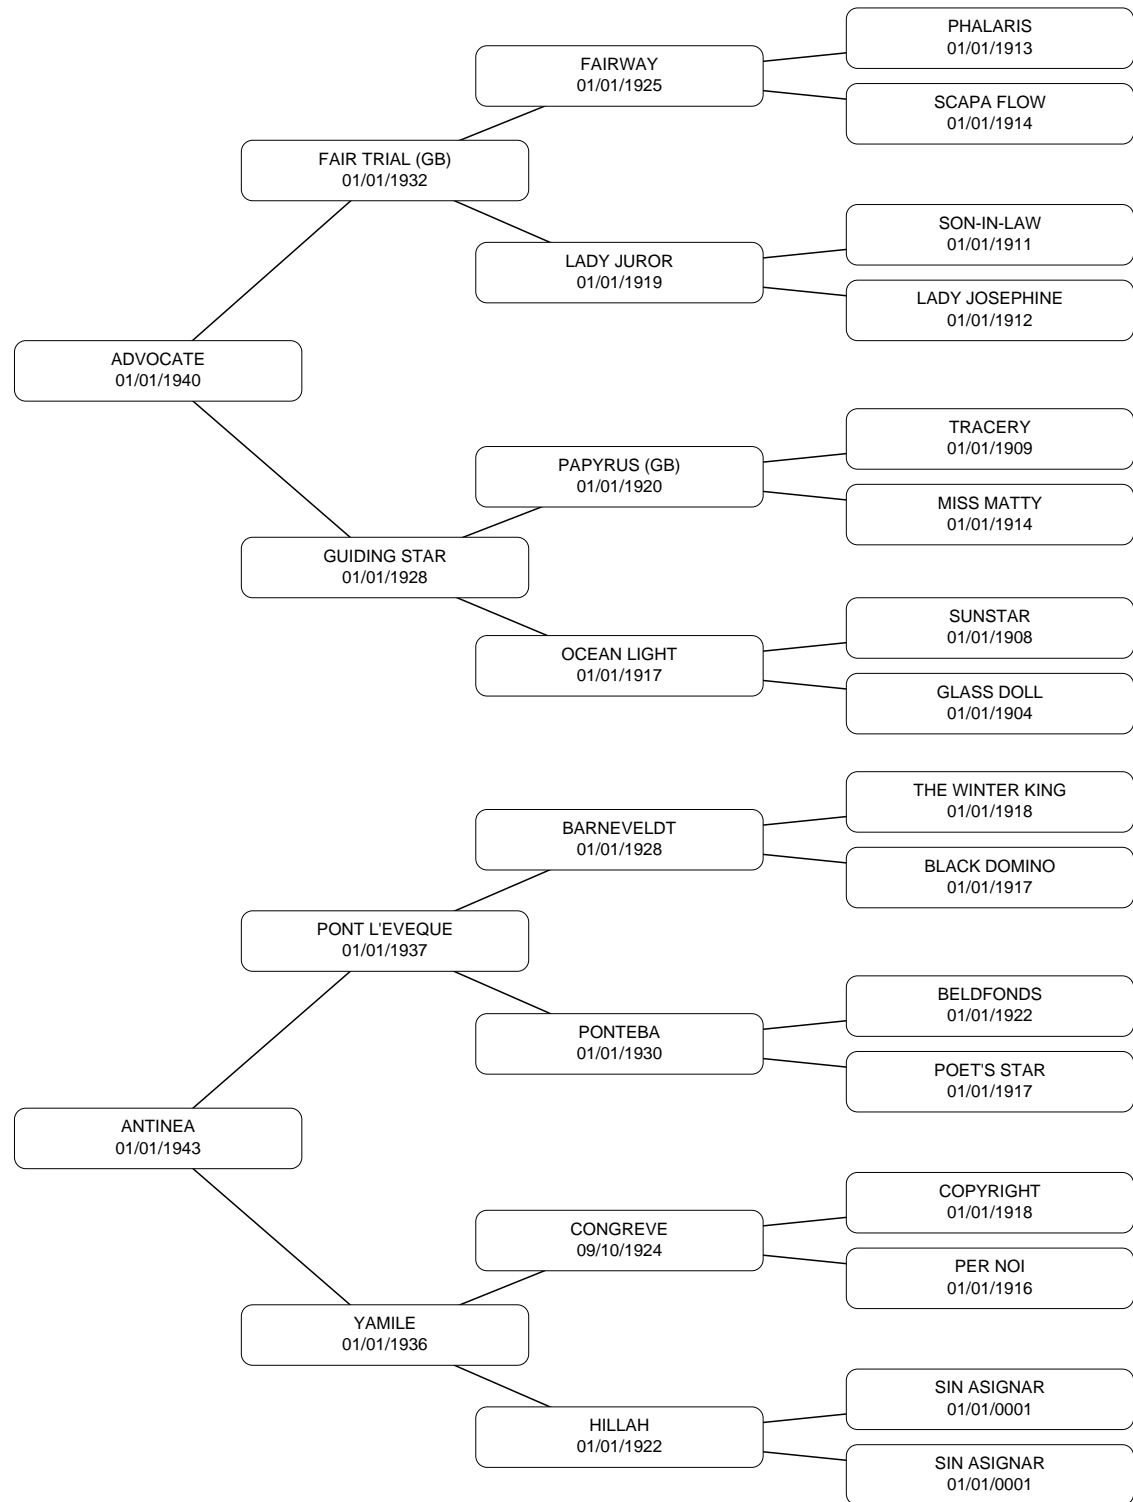 PHALARIS
01/01/1913
FAIRWAY
01/01/1925
SCAPA FLOW
01/01/1914
FAIR TRIAL (GB)
01/01/1932
SON-IN-LAW
01/01/1911
LADY JUROR
01/01/1919
LADY JOSEPHINE
01/01/1912
ADVOCATE
01/01/1940
TRACERY
01/01/1909
PAPYRUS (GB)
01/01/1920
MISS MATTY
01/01/1914
GUIDING STAR
01/01/1928
SUNSTAR
01/01/1908
OCEAN LIGHT
01/01/1917
GLASS DOLL
01/01/1904
THE WINTER KING
01/01/1918
BARNEVELDT
01/01/1928
BLACK DOMINO
01/01/1917
PONT L'EVEQUE
01/01/1937
BELDFONDS
01/01/1922
PONTEBA
01/01/1930
POET'S STAR
01/01/1917
ANTINEA
01/01/1943
COPYRIGHT
01/01/1918
CONGREVE
09/10/1924
PER NOI
01/01/1916
YAMILE
01/01/1936
SIN ASIGNAR
01/01/0001
HILLAH
01/01/1922
SIN ASIGNAR
01/01/0001